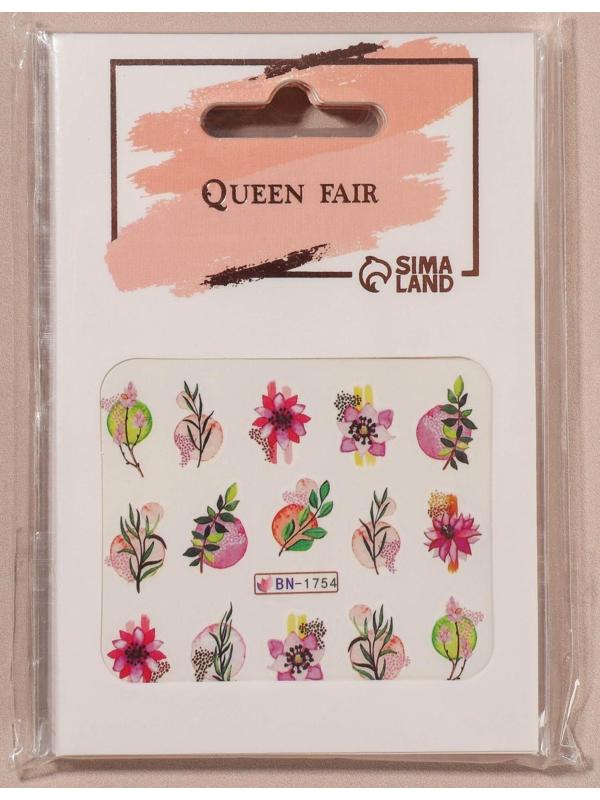 QUEEN FAIR
SIMA
LAND
BN-1754